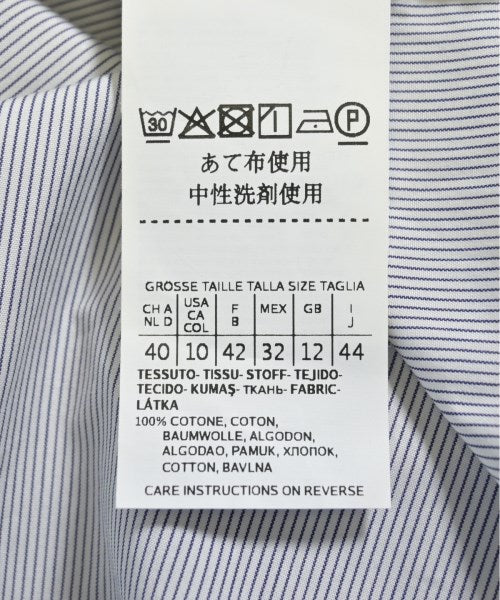 30 P
あて布使用
中性洗剤使用
GROSSE TAILLE TALLA SIZE TAGLIA
CH A NL D USA CA COL F B MEX GB I J
40 10 42 32 12 44
TESSUTO- TISSU- STOFF- TEJIDO-
TECIDO- KUMAŞ- ТКАНЬ- FABRIC-
LÁTKA
100% COTONE, COTON,
BAUMWOLLE, ALGODON,
ALGODAO, PAMUK, ХЛОПОК,
COTTON, BAVLNA
CARE INSTRUCTIONS ON REVERSE